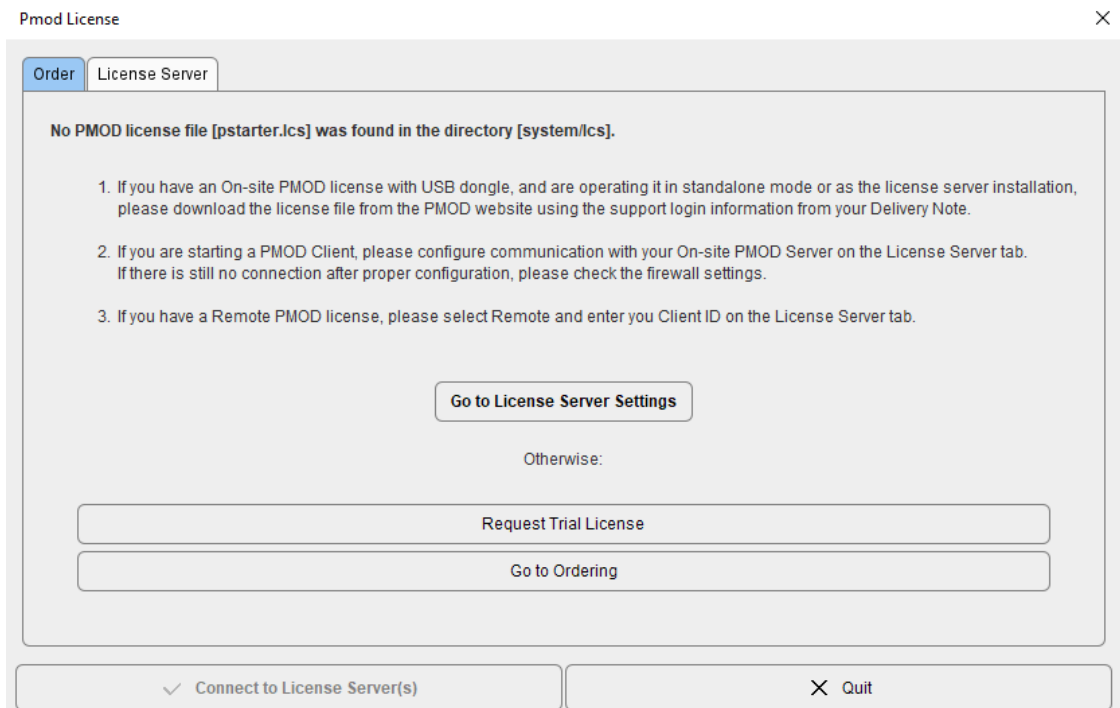 Pmod License
Order
License Server
No PMOD license file [pstarter.lcs] was found in the directory [system/lcs].
1. If you have an On-site PMOD license with USB dongle, and are operating it in standalone mode or as the license server installation,
please download the license file from the PMOD website using the support login information from your Delivery Note.
2. If you are starting a PMOD Client, please configure communication with your On-site PMOD Server on the License Server tab.
If there is still no connection after proper configuration, please check the firewall settings.
3. If you have a Remote PMOD license, please select Remote and enter you Client ID on the License Server tab.
Go to License Server Settings
Otherwise:
Request Trial License
Go to Ordering
Connect to License Server(s)
Quit